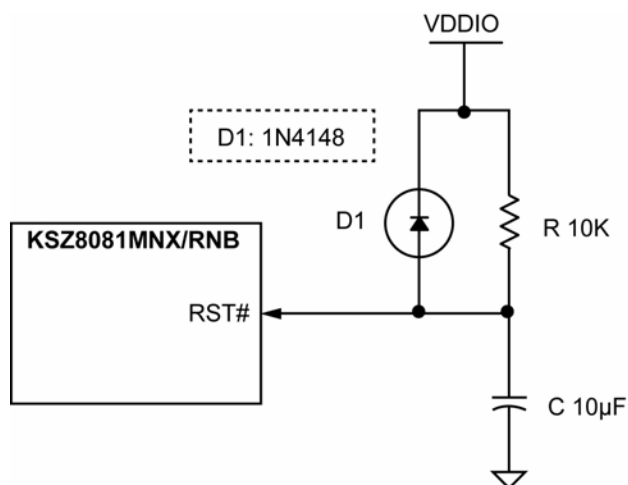 VDDIO
D1: 1N4148
D1
R 10K
KSZ8081MNX/RNB
RST#
C 10µF